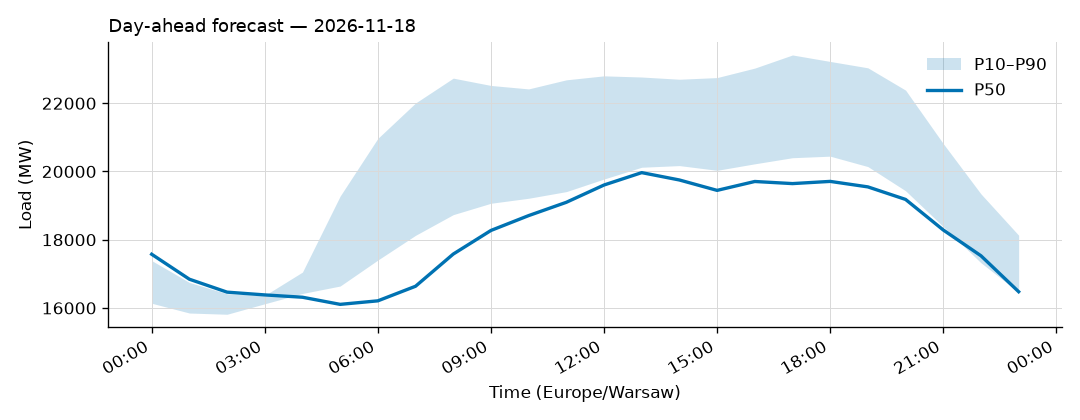 Day-ahead forecast — 2026-11-18
P10–P90
P50
Load (MW)
22000
20000
18000
16000
00:00
03:00
06:00
09:00
12:00
15:00
18:00
21:00
00:00
Time (Europe/Warsaw)